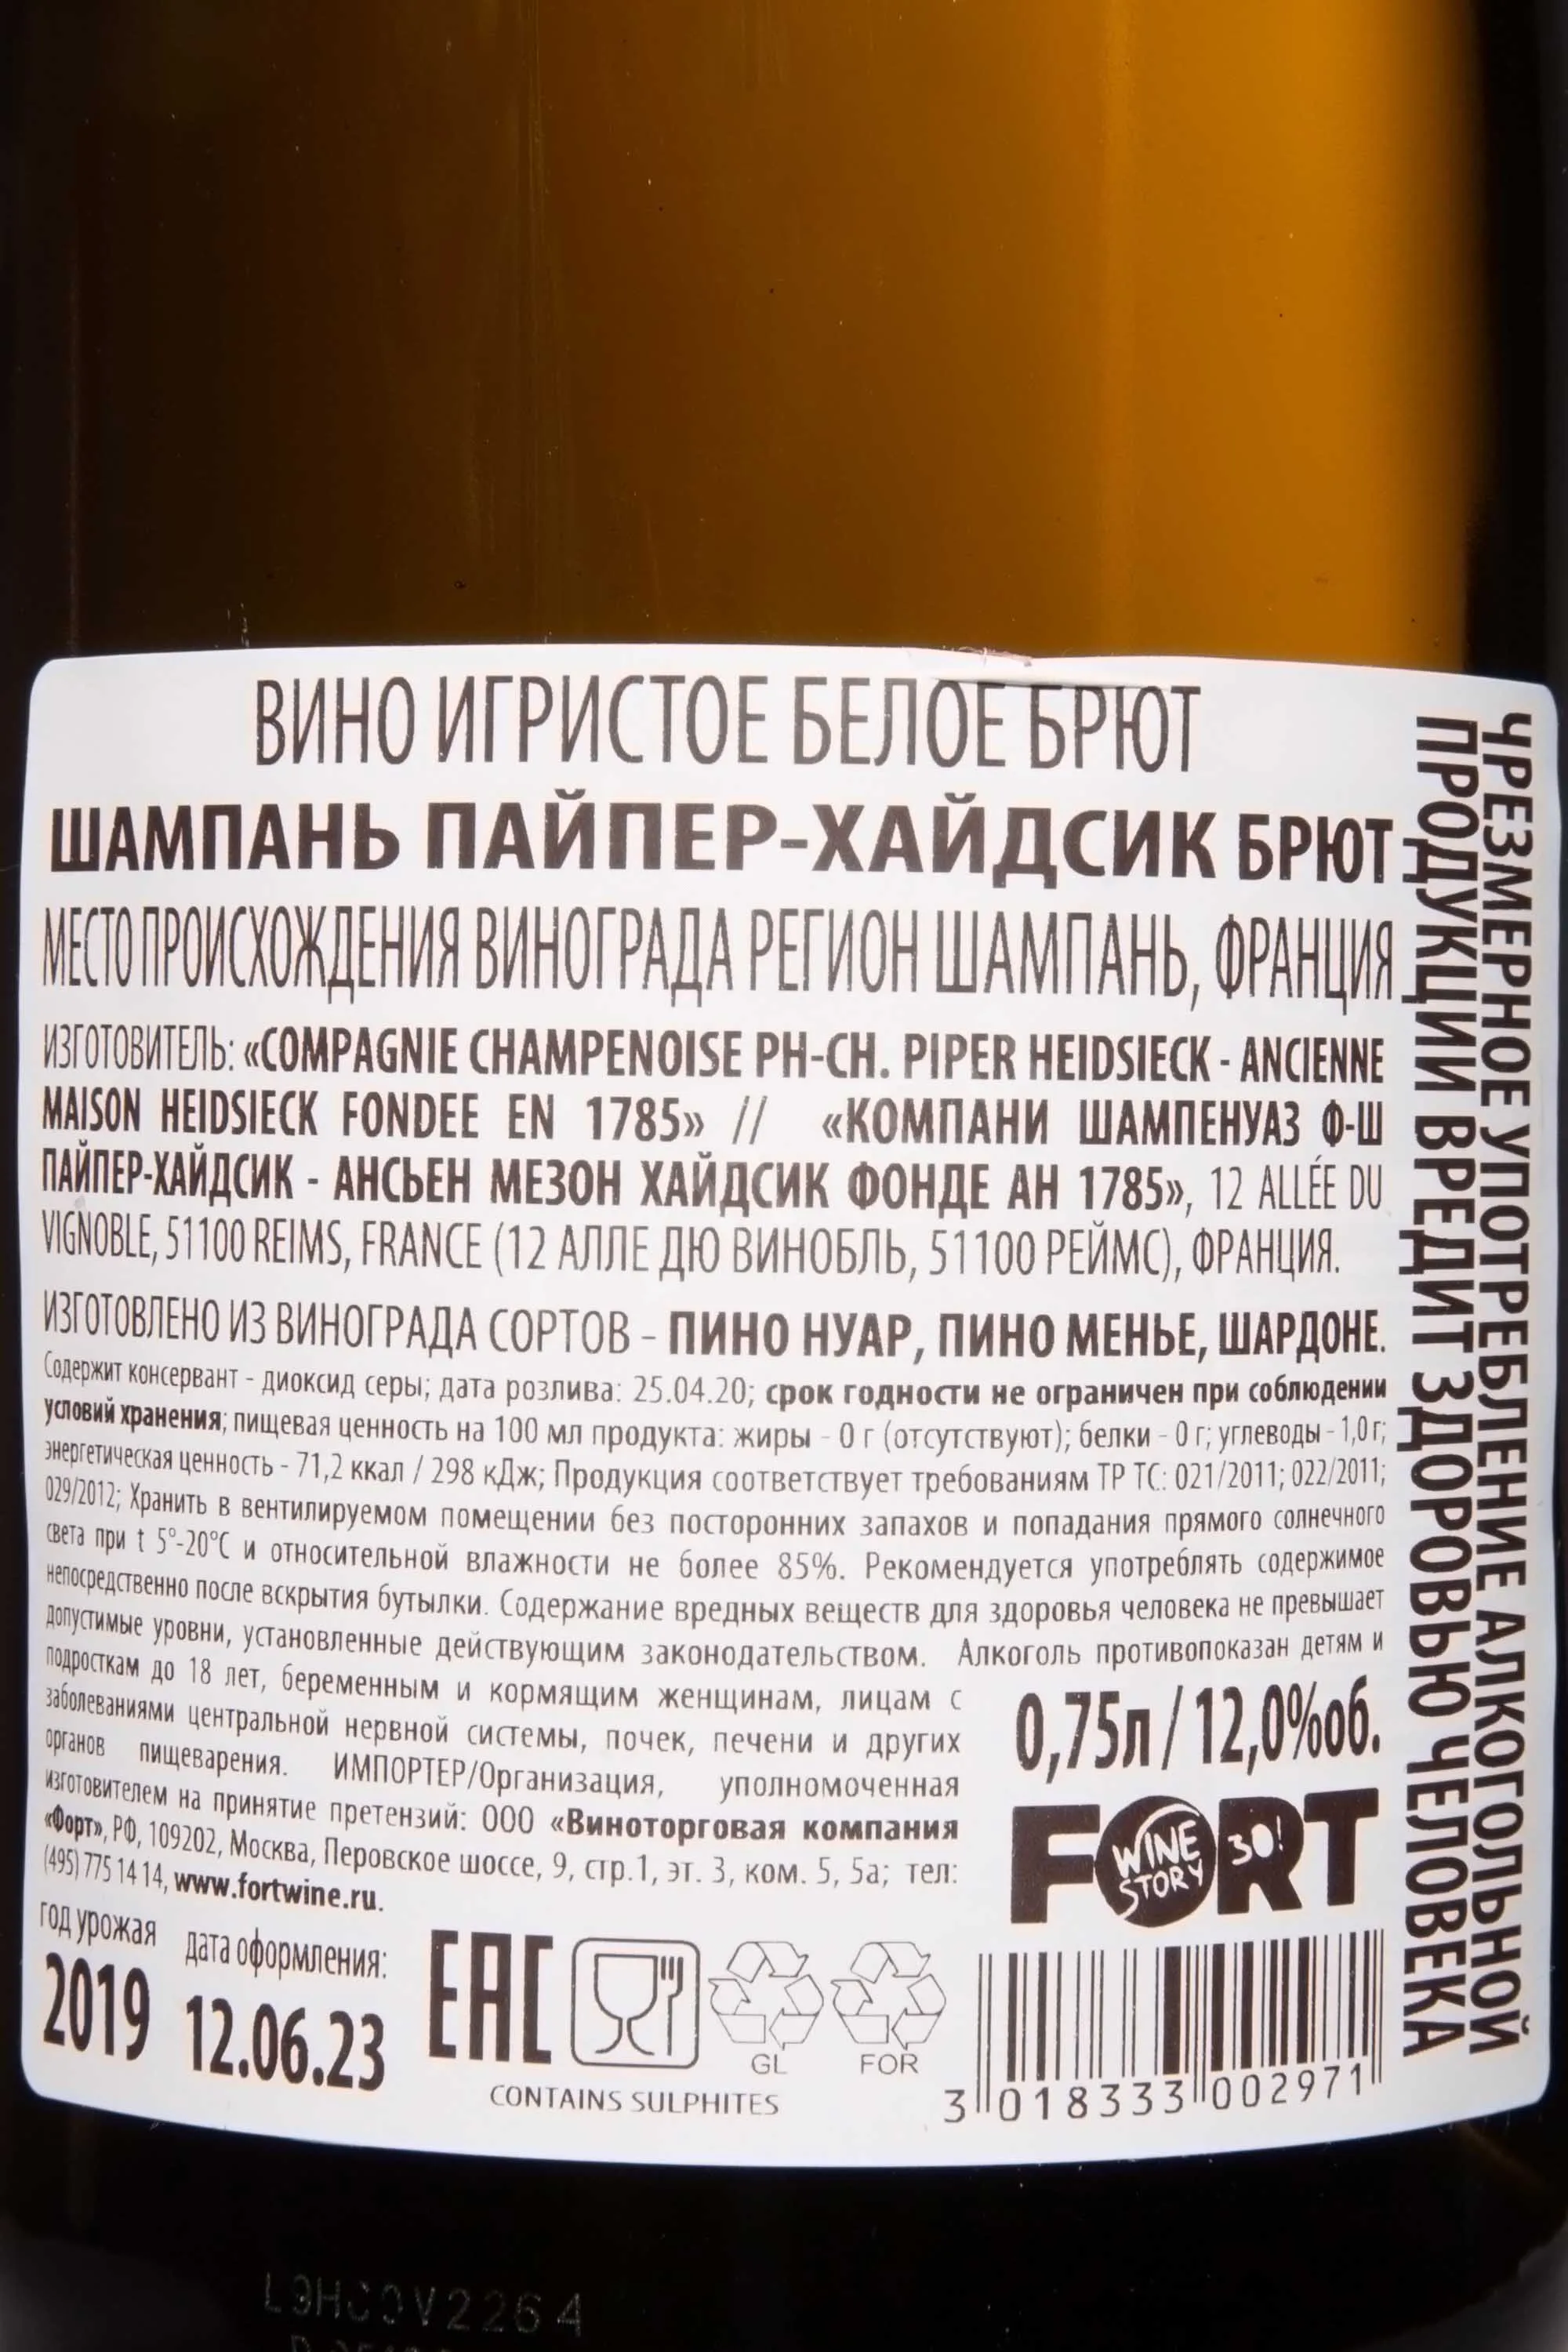 ВИНО ИГРИСТОЕ БЕЛОЕ БРЮТ
ШАМПАНЬ ПАЙПЕР-ХАЙДСИК БРЮТ
МЕСТО ПРОИСХОЖДЕНИЯ ВИНОГРАДА РЕГИОН ШАМПАНЬ, ФРАНЦИЯ
ИЗГОТОВИТЕЛЬ: «COMPAGNIE CHAMPENOISE PH-CH. PIPER HEIDSIECK - ANCIENNE
MAISON HEIDSIECK FONDEE EN 1785» // «КОМПАНИ ШАМПЕНУАЗ Ф-Ш
ПАЙПЕР-ХАЙДСИК - АНСЬЕН МЕЗОН ХАЙДСИК ФОНДЕ АН 1785», 12 ALLÉE DU
VIGNOBLE, 51100 REIMS, FRANCE (12 АЛЛЕ ДЮ ВИНОБЛЬ, 51100 РЕЙМС), ФРАНЦИЯ.
ИЗГОТОВЛЕНО ИЗ ВИНОГРАДА СОРТОВ - ПИНО НУАР, ПИНО МЕНЬЕ, ШАРДОНЕ.
Содержит консервант - диоксид серы; дата розлива: 25.04.20; срок годности не ограничен при соблюдении
условий хранения; пищевая ценность на 100 мл продукта: жиры - 0 г (отсутствуют); белки - 0 г; углеводы - 1,0 г;
энергетическая ценность - 71,2 ккал / 298 кДж; Продукция соответствует требованиям ТР ТС: 021/2011; 022/2011;
029/2012; Хранить в вентилируемом помещении без посторонних запахов и попадания прямого солнечного
света при t 5°-20°C и относительной влажности не более 85%. Рекомендуется употреблять содержимое
непосредственно после вскрытия бутылки. Содержание вредных веществ для здоровья человека не превышает
допустимые уровни, установленные действующим законодательством. Алкоголь противопоказан детям и
подросткам до 18 лет, беременным и кормящим женщинам, лицам с
заболеваниями центральной нервной системы, почек, печени и других
органов пищеварения. ИМПОРТЕР/Организация, уполномоченная
изготовителем на принятие претензий: ООО «Виноторговая компания
«Форт», РФ, 109202, Москва, Перовское шоссе, 9, стр.1, эт. 3, ком. 5, 5а; тел:
(495) 775 14 14, www.fortwine.ru.
0,75л / 12,0%об.
FORT
WINE STORY 30!
год урожая
2019
дата оформления:
12.06.23
EAC
GL
FOR
CONTAINS SULPHITES
3 018333 002971
ЧРЕЗМЕРНОЕ УПОТРЕБЛЕНИЕ АЛКОГОЛЬНОЙ
ПРОДУКЦИИ ВРЕДИТ ЗДОРОВЬЮ ЧЕЛОВЕКА